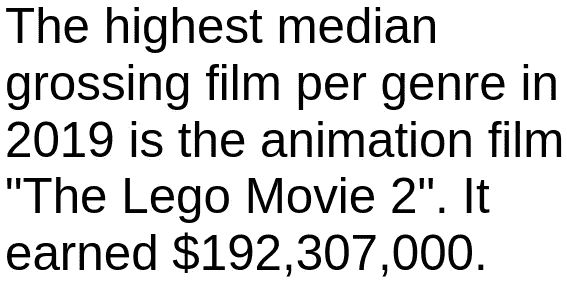 The highest median
grossing film per genre in
2019 is the animation film
"The Lego Movie 2". It
earned $192,307,000.